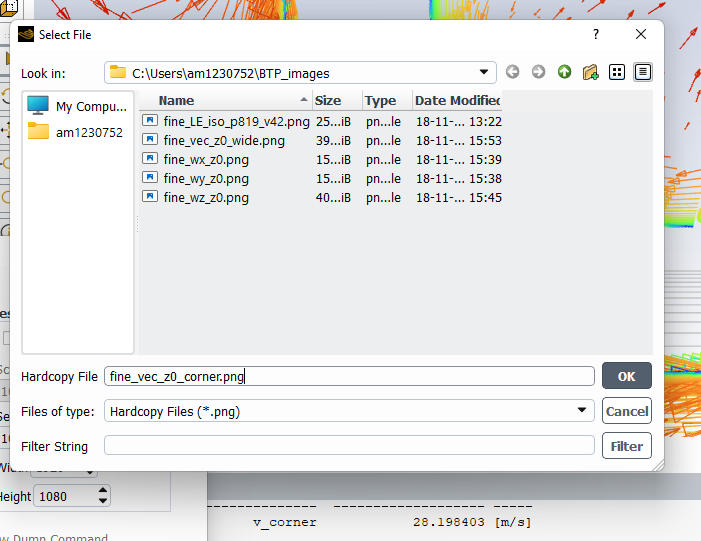 Select File
?
Look in: C:\Users\am1230752\BTP_images
My Compu...
am1230752
Name Size Type Date Modified
fine_LE_iso_p819_v42.png 25...iB pn...le 18-11-... 13:22
fine_vec_z0_wide.png 39...iB pn...le 18-11-... 15:53
fine_wx_z0.png 15...iB pn...le 18-11-... 15:39
fine_wy_z0.png 15...iB pn...le 18-11-... 15:38
fine_wz_z0.png 40...iB pn...le 18-11-... 15:45
Hardcopy File fine_vec_z0_corner.png OK
Files of type: Hardcopy Files (*.png) Cancel
Filter String Filter
Width
Height 1080
v_corner 28.198403 [m/s]
Dump Command